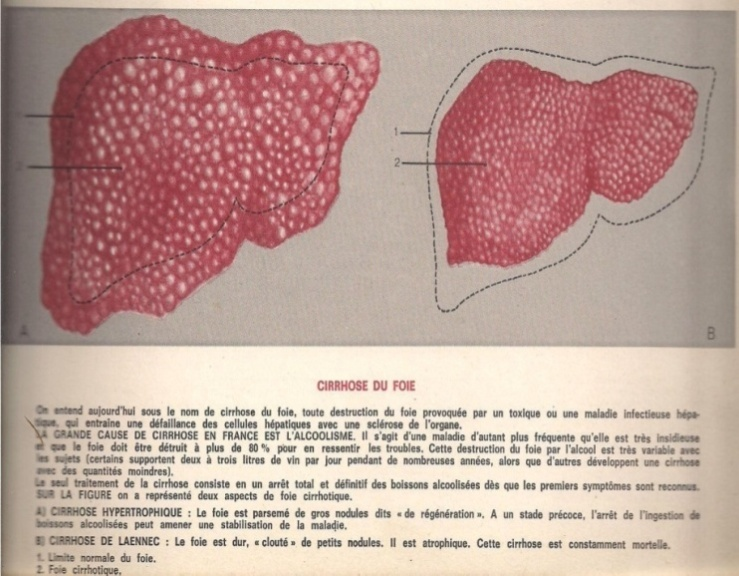 1
2
A
B
CIRRHOSE DU FOIE
On entend aujourd'hui sous le nom de cirrhose du foie, toute destruction du foie provoquée par un toxique ou une maladie infectieuse hépa-
tique, qui entraîne une défaillance des cellules hépatiques avec une sclérose de l'organe.
LA GRANDE CAUSE DE CIRRHOSE EN FRANCE EST L'ALCOOLISME. Il s'agit d'une maladie d'autant plus fréquente qu'elle est très insidieuse
et que le foie doit être détruit à plus de 80 % pour en ressentir les troubles. Cette destruction du foie par l'alcool est très variable avec
les sujets (certains supportent deux à trois litres de vin par jour pendant de nombreuses années, alors que d'autres développent une cirrhose
avec des quantités moindres).
Le seul traitement de la cirrhose consiste en un arrêt total et définitif des boissons alcoolisées dès que les premiers symptômes sont reconnus.
SUR LA FIGURE on a représenté deux aspects de foie cirrhotique.
A) CIRRHOSE HYPERTROPHIQUE : Le foie est parsemé de gros nodules dits « de régénération ». A un stade précoce, l'arrêt de l'ingestion de
boissons alcoolisées peut amener une stabilisation de la maladie.
B) CIRRHOSE DE LAENNEC : Le foie est dur, « clouté » de petits nodules. Il est atrophique. Cette cirrhose est constamment mortelle.
1. Limite normale du foie.
2. Foie cirrhotique.